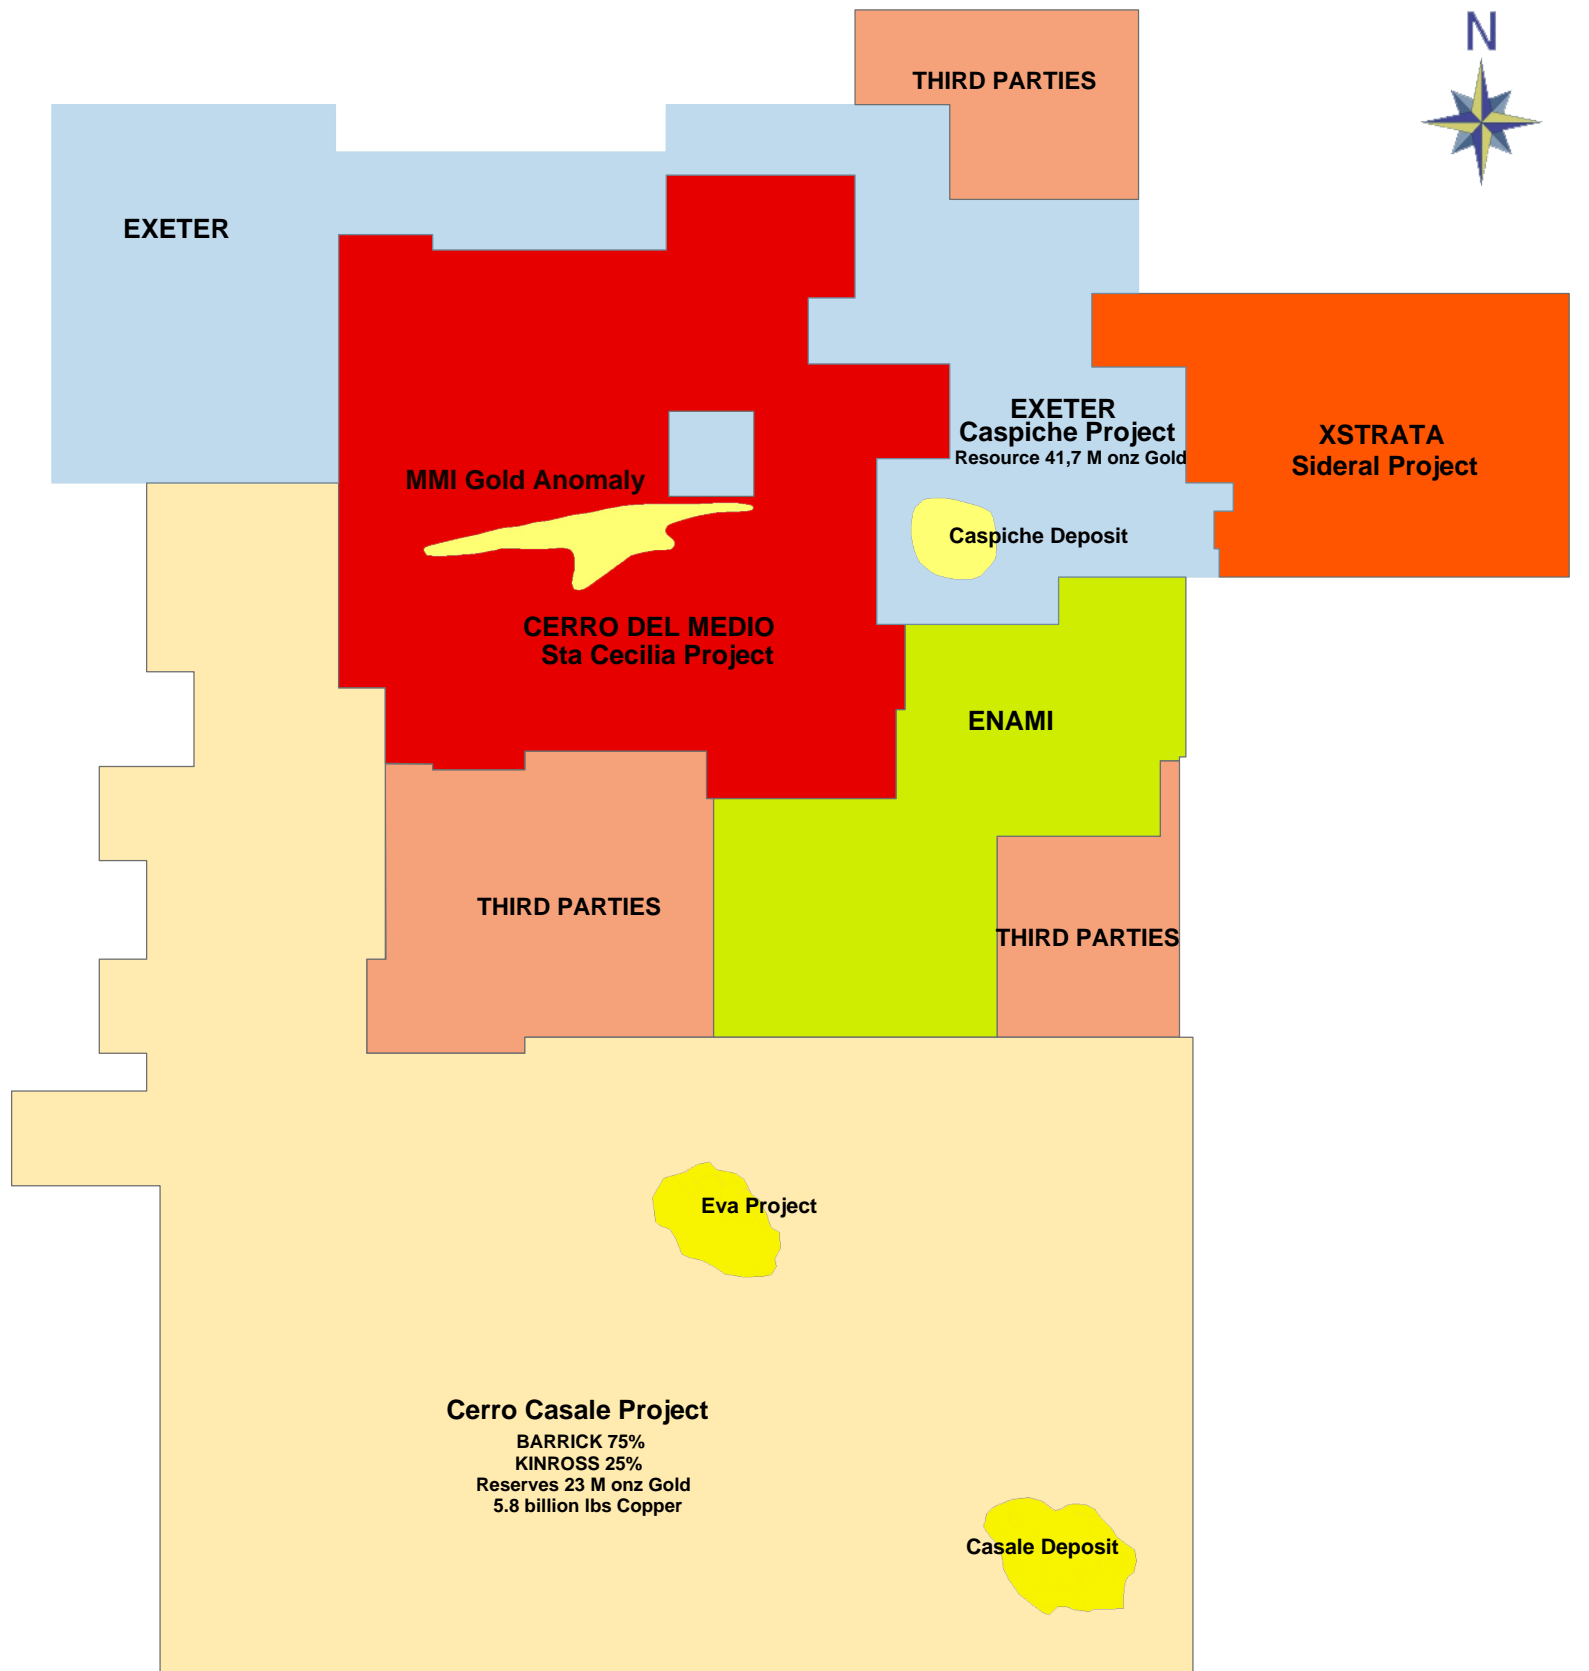 N
THIRD PARTIES
EXETER
EXETER
Caspiche Project
Resource 41,7 M onz Gold
XSTRATA
Sideral Project
MMI Gold Anomaly
Caspiche Deposit
CERRO DEL MEDIO
Sta Cecilia Project
ENAMI
THIRD PARTIES
THIRD PARTIES
Eva Project
Cerro Casale Project
BARRICK 75%
KINROSS 25%
Reserves 23 M onz Gold
5.8 billion lbs Copper
Casale Deposit